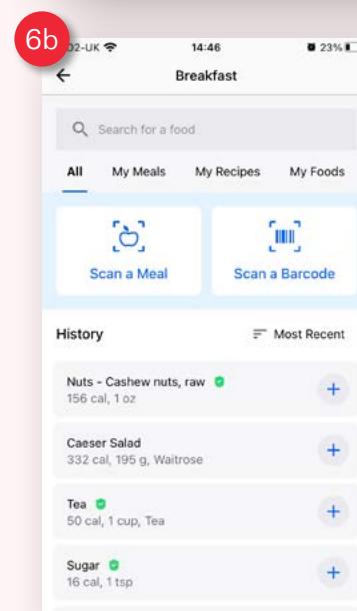 6b
02-UK 14:46 23%
Breakfast
Search for a food
All My Meals My Recipes My Foods
Scan a Meal Scan a Barcode
History Most Recent
Nuts - Cashew nuts, raw
156 cal, 1 oz
Caeser Salad
332 cal, 195 g, Waitrose
Tea
50 cal, 1 cup, Tea
Sugar
16 cal, 1 tsp